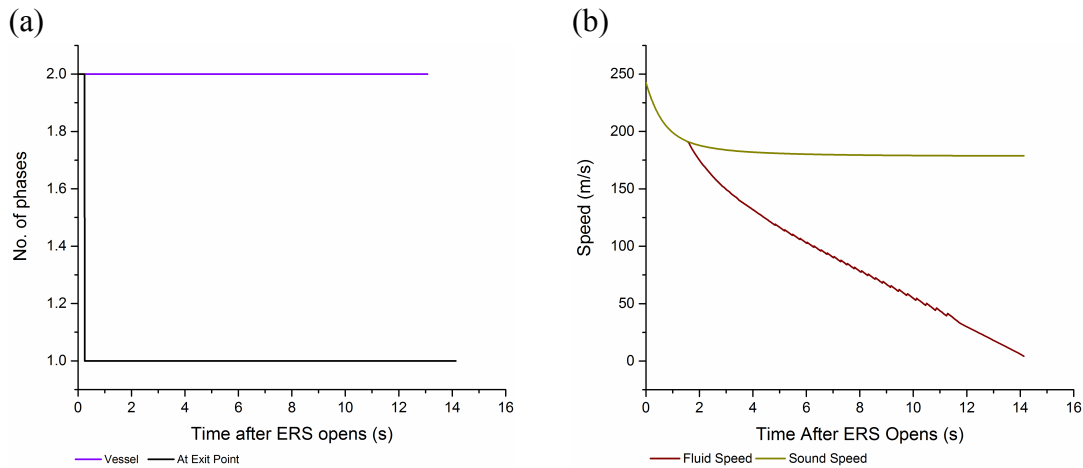 (a)
No. of phases
2.0
1.8
1.6
1.4
1.2
1.0
0 2 4 6 8 10 12 14 16
Time after ERS opens (s)
Vessel At Exit Point
(b)
Speed (m/s)
250
200
150
100
50
0
0 2 4 6 8 10 12 14 16
Time After ERS Opens (s)
Fluid Speed Sound Speed